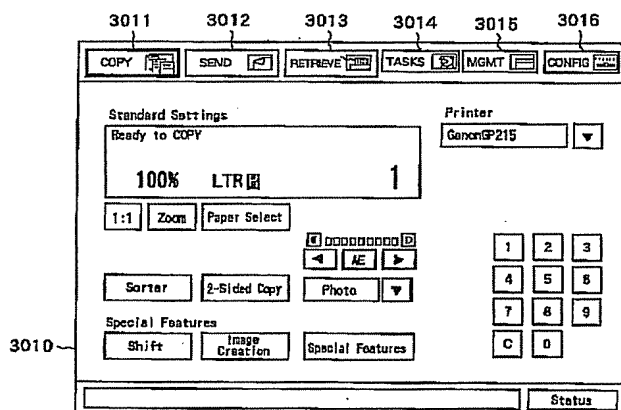 3011 3012 3013 3014 3015 3016
COPY SEND RETRIEVE TASKS MGMT CONFIG
Standard Settings Printer
Ready to COPY CanonGP215
100% LTR 1
1:1 Zoom Paper Select
D
AE 1 2 3
Sorter 2-Sided Copy Photo 4 5 6
7 8 9
Special Features
3010 Shift Image Creation Special Features C 0
Status